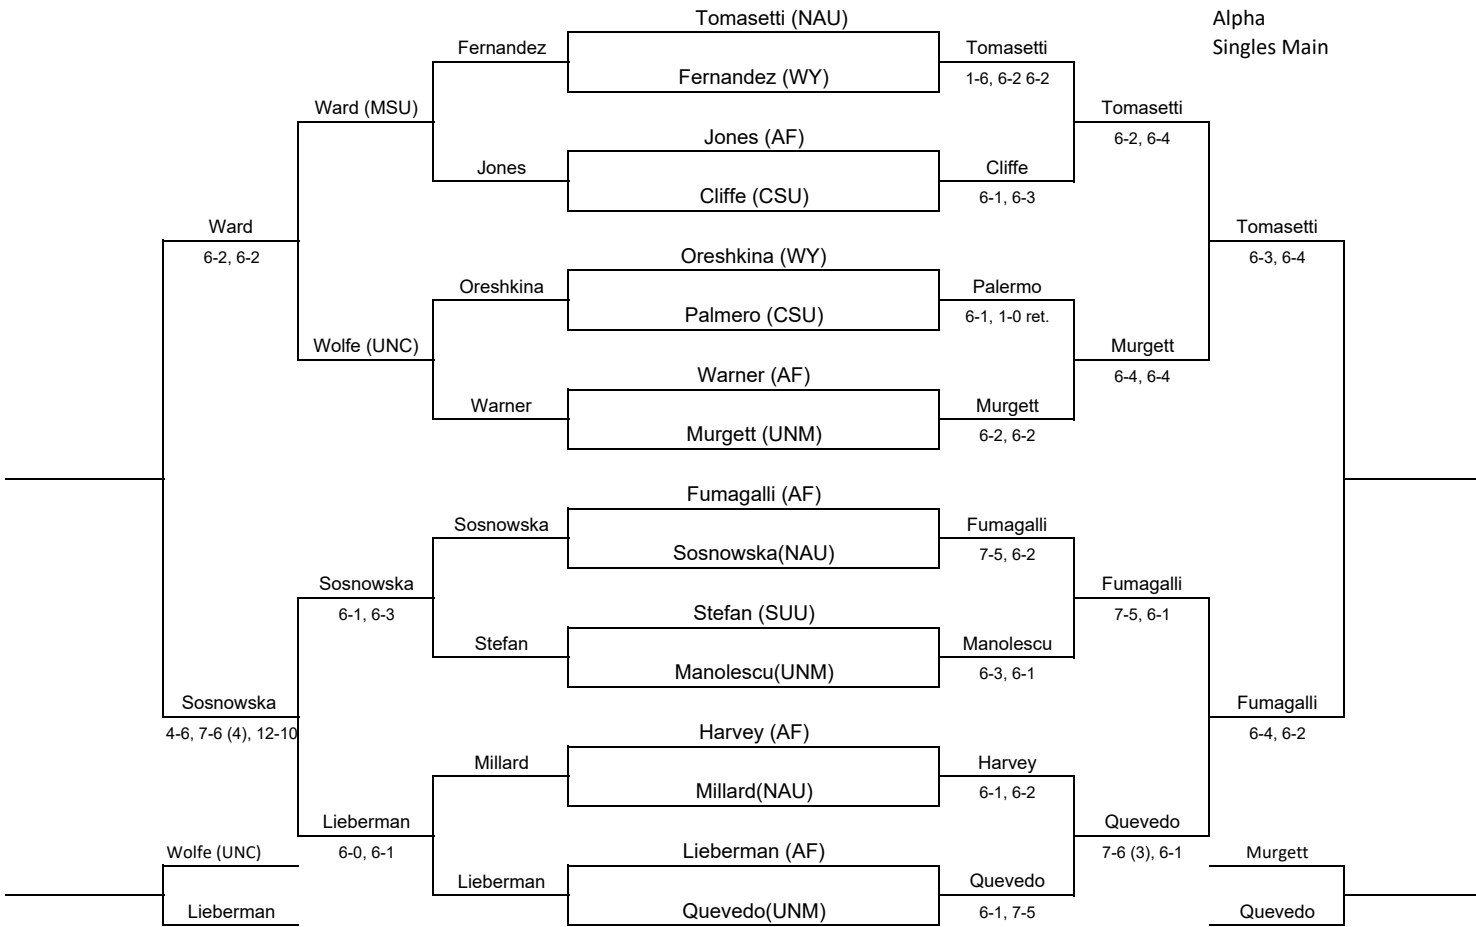 Tomasetti (NAU)
Alpha
Singles Main
Fernandez
Tomasetti
Fernandez (WY)
1-6, 6-2 6-2
Ward (MSU)
Tomasetti
Jones (AF)
6-2, 6-4
Jones
Cliffe
Cliffe (CSU)
6-1, 6-3
Ward
Tomasetti
6-2, 6-2
Oreshkina (WY)
6-3, 6-4
Oreshkina
Palermo
Palmero (CSU)
6-1, 1-0 ret.
Wolfe (UNC)
Murgett
Warner (AF)
6-4, 6-4
Warner
Murgett
Murgett (UNM)
6-2, 6-2
Fumagalli (AF)
Sosnowska
Fumagalli
Sosnowska(NAU)
7-5, 6-2
Sosnowska
Fumagalli
6-1, 6-3
Stefan (SUU)
7-5, 6-1
Stefan
Manolescu
Manolescu(UNM)
6-3, 6-1
Sosnowska
Fumagalli
4-6, 7-6 (4), 12-10
Harvey (AF)
6-4, 6-2
Millard
Harvey
Millard(NAU)
6-1, 6-2
Lieberman
Quevedo
Wolfe (UNC)
6-0, 6-1
Lieberman (AF)
7-6 (3), 6-1
Murgett
Lieberman
Quevedo
Lieberman
Quevedo(UNM)
6-1, 7-5
Quevedo